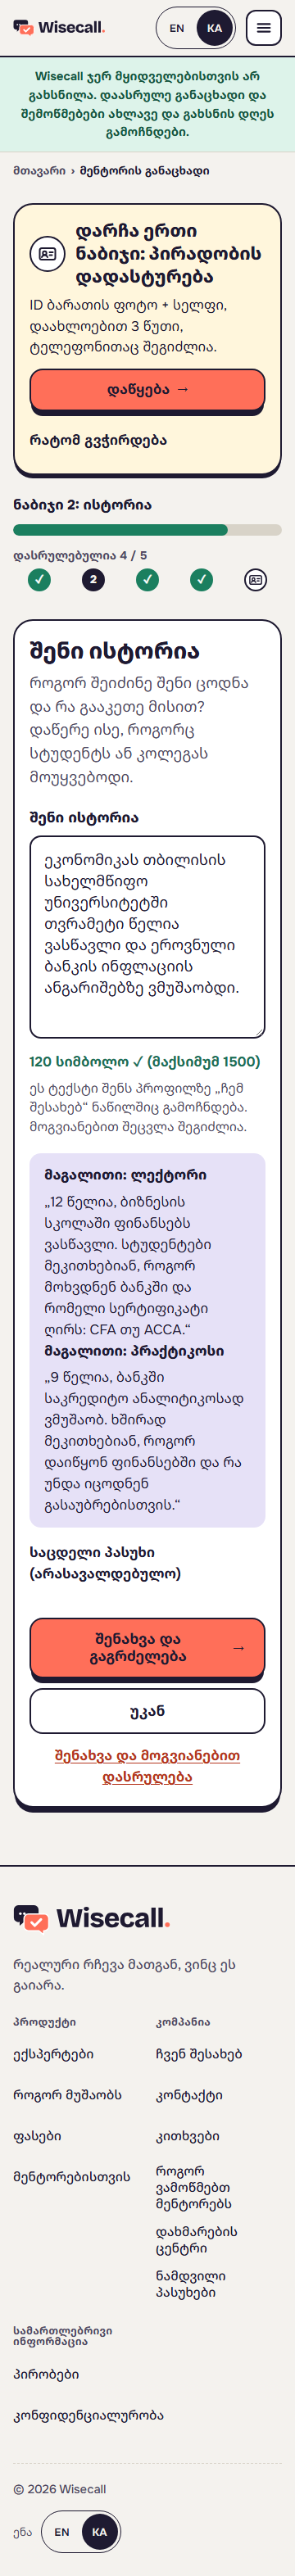 Wisecall.
EN
KA
Wisecall ჯერ მყიდველებისთვის არ
გახსნილა. დაასრულე განაცხადი და
შემოწმებები ახლავე და გახსნის დღეს
გამოჩნდები.
მთავარი › მენტორის განაცხადი
დარჩა ერთი
ნაბიჯი: პირადობის
დადასტურება
ID ბარათის ფოტო + სელფი,
დაახლოებით 3 წუთი,
ტელეფონითაც შეგიძლია.
დაწყება →
რატომ გვჭირდება
ნაბიჯი 2: ისტორია
დასრულებულია 4 / 5
✓ 2 ✓ ✓
შენი ისტორია
როგორ შეიძინე შენი ცოდნა
და რა გააკეთე მისით?
დაწერე ისე, როგორც
სტუდენტს ან კოლეგას
მოუყვებოდი.
შენი ისტორია
ეკონომიკას თბილისის
სახელმწიფო
უნივერსიტეტში
თვრამეტი წელია
ვასწავლი და ეროვნული
ბანკის ინფლაციის
ანგარიშებზე ვმუშაობდი.
120 სიმბოლო ✓ (მაქსიმუმ 1500)
ეს ტექსტი შენს პროფილზე „ჩემ
შესახებ“ ნაწილშიც გამოჩნდება.
მოგვიანებით შეცვლა შეგიძლია.
მაგალითი: ლექტორი
„12 წელია, ბიზნესის
სკოლაში ფინანსებს
ვასწავლი. სტუდენტები
მეკითხებიან, როგორ
მოხვდნენ ბანკში და
რომელი სერტიფიკატი
ღირს: CFA თუ ACCA.“
მაგალითი: პრაქტიკოსი
„9 წელია, ბანკში
საკრედიტო ანალიტიკოსად
ვმუშაობ. ხშირად
მეკითხებიან, როგორ
დაიწყონ ფინანსებში და რა
უნდა იცოდნენ
გასაუბრებისთვის.“
საცდელი პასუხი
(არასავალდებულო)
შენახვა და
გაგრძელება →
უკან
შენახვა და მოგვიანებით
დასრულება
Wisecall.
რეალური რჩევა მათგან, ვინც ეს
გაიარა.
პროდუქტი
ექსპერტები
როგორ მუშაობს
ფასები
მენტორებისთვის
კომპანია
ჩვენ შესახებ
კონტაქტი
კითხვები
როგორ
ვამოწმებთ
მენტორებს
დახმარების
ცენტრი
ნამდვილი
პასუხები
სამართლებრივი
ინფორმაცია
პირობები
კონფიდენციალურობა
© 2026 Wisecall
ენა
EN
KA